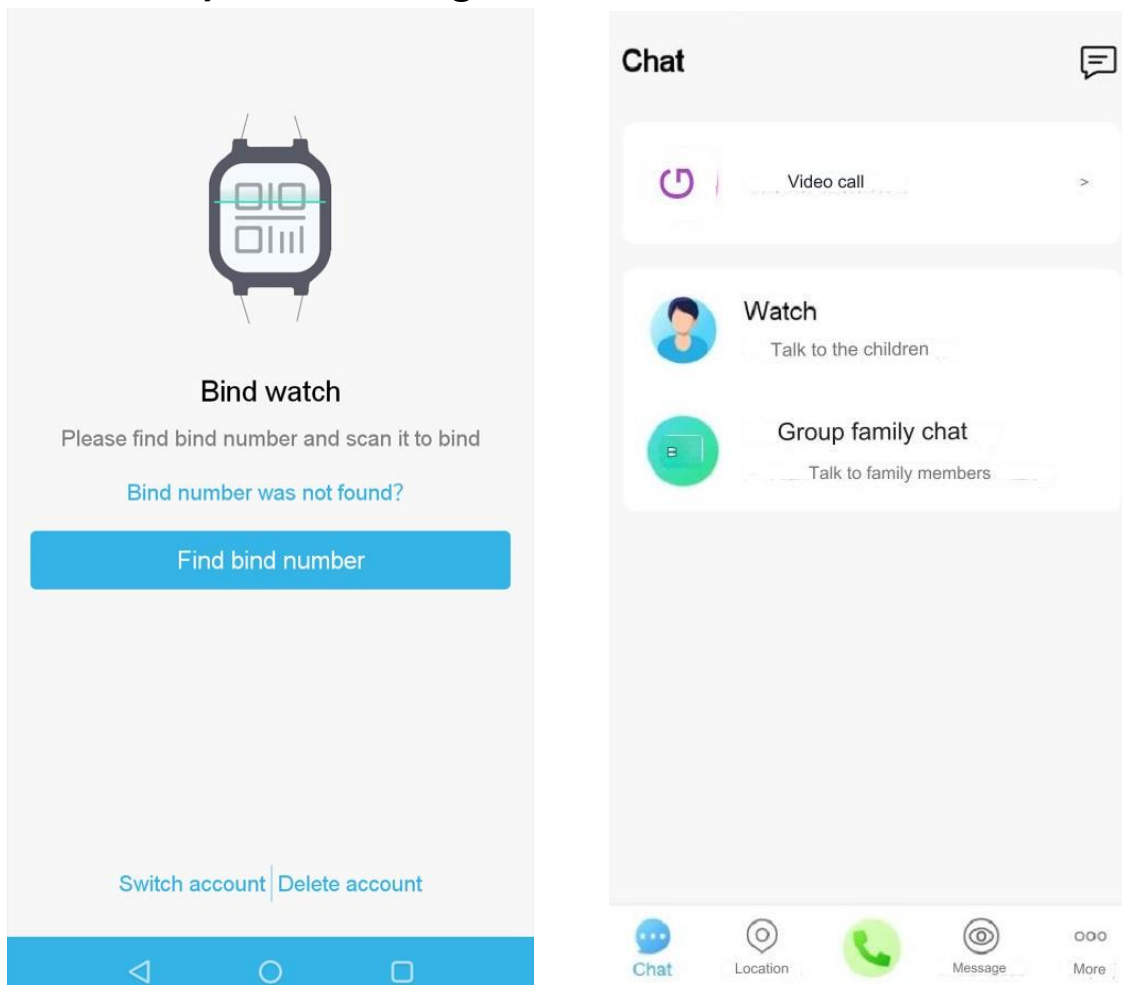 Bind watch
Please find bind number and scan it to bind
Bind number was not found?
Find bind number
Switch account Delete account
Chat
Video call >
Watch
Talk to the children
Group family chat
Talk to family members
Chat Location Message More